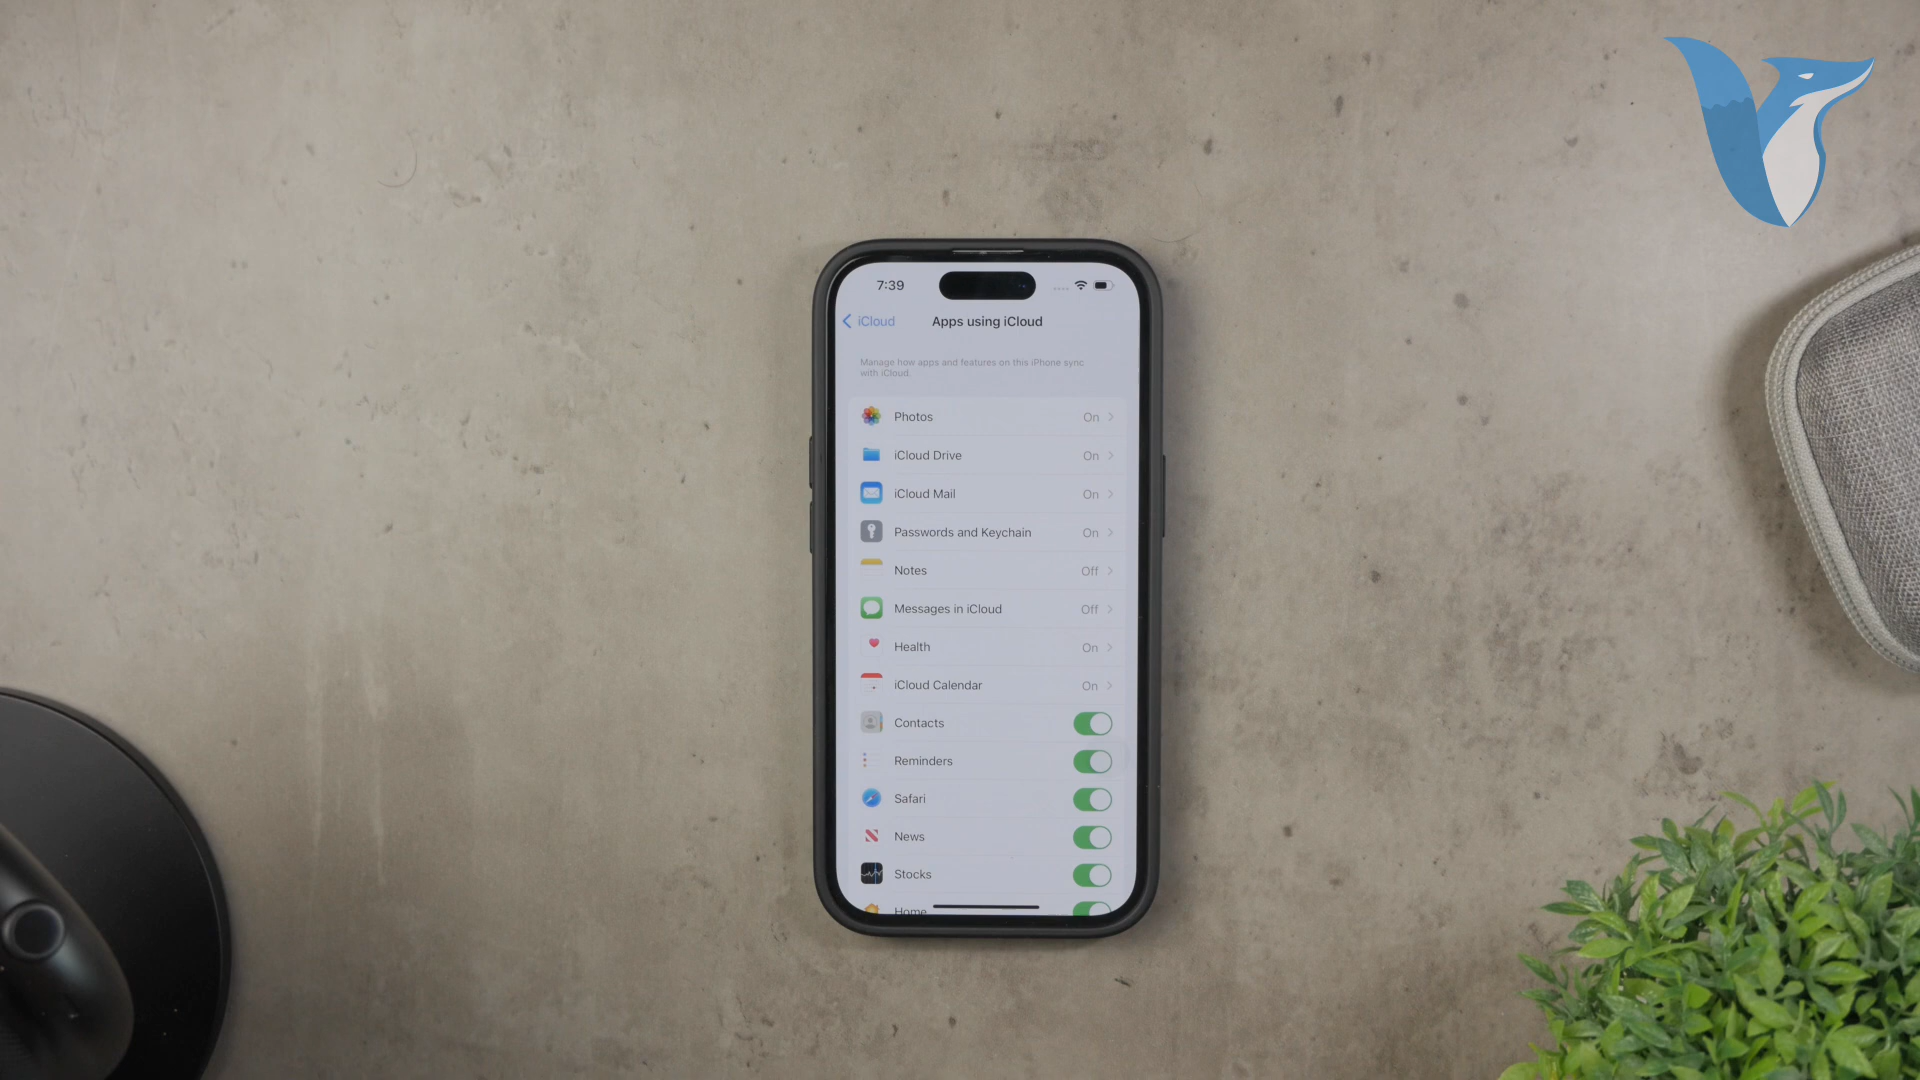 7:39
iCloud
Apps using iCloud
Manage how apps and features on this iPhone sync
with iCloud.
Photos On
iCloud Drive On
iCloud Mail On
Passwords and Keychain On
Notes Off
Messages in iCloud Off
Health On
iCloud Calendar On
Contacts
Reminders
Safari
News
Stocks
Home